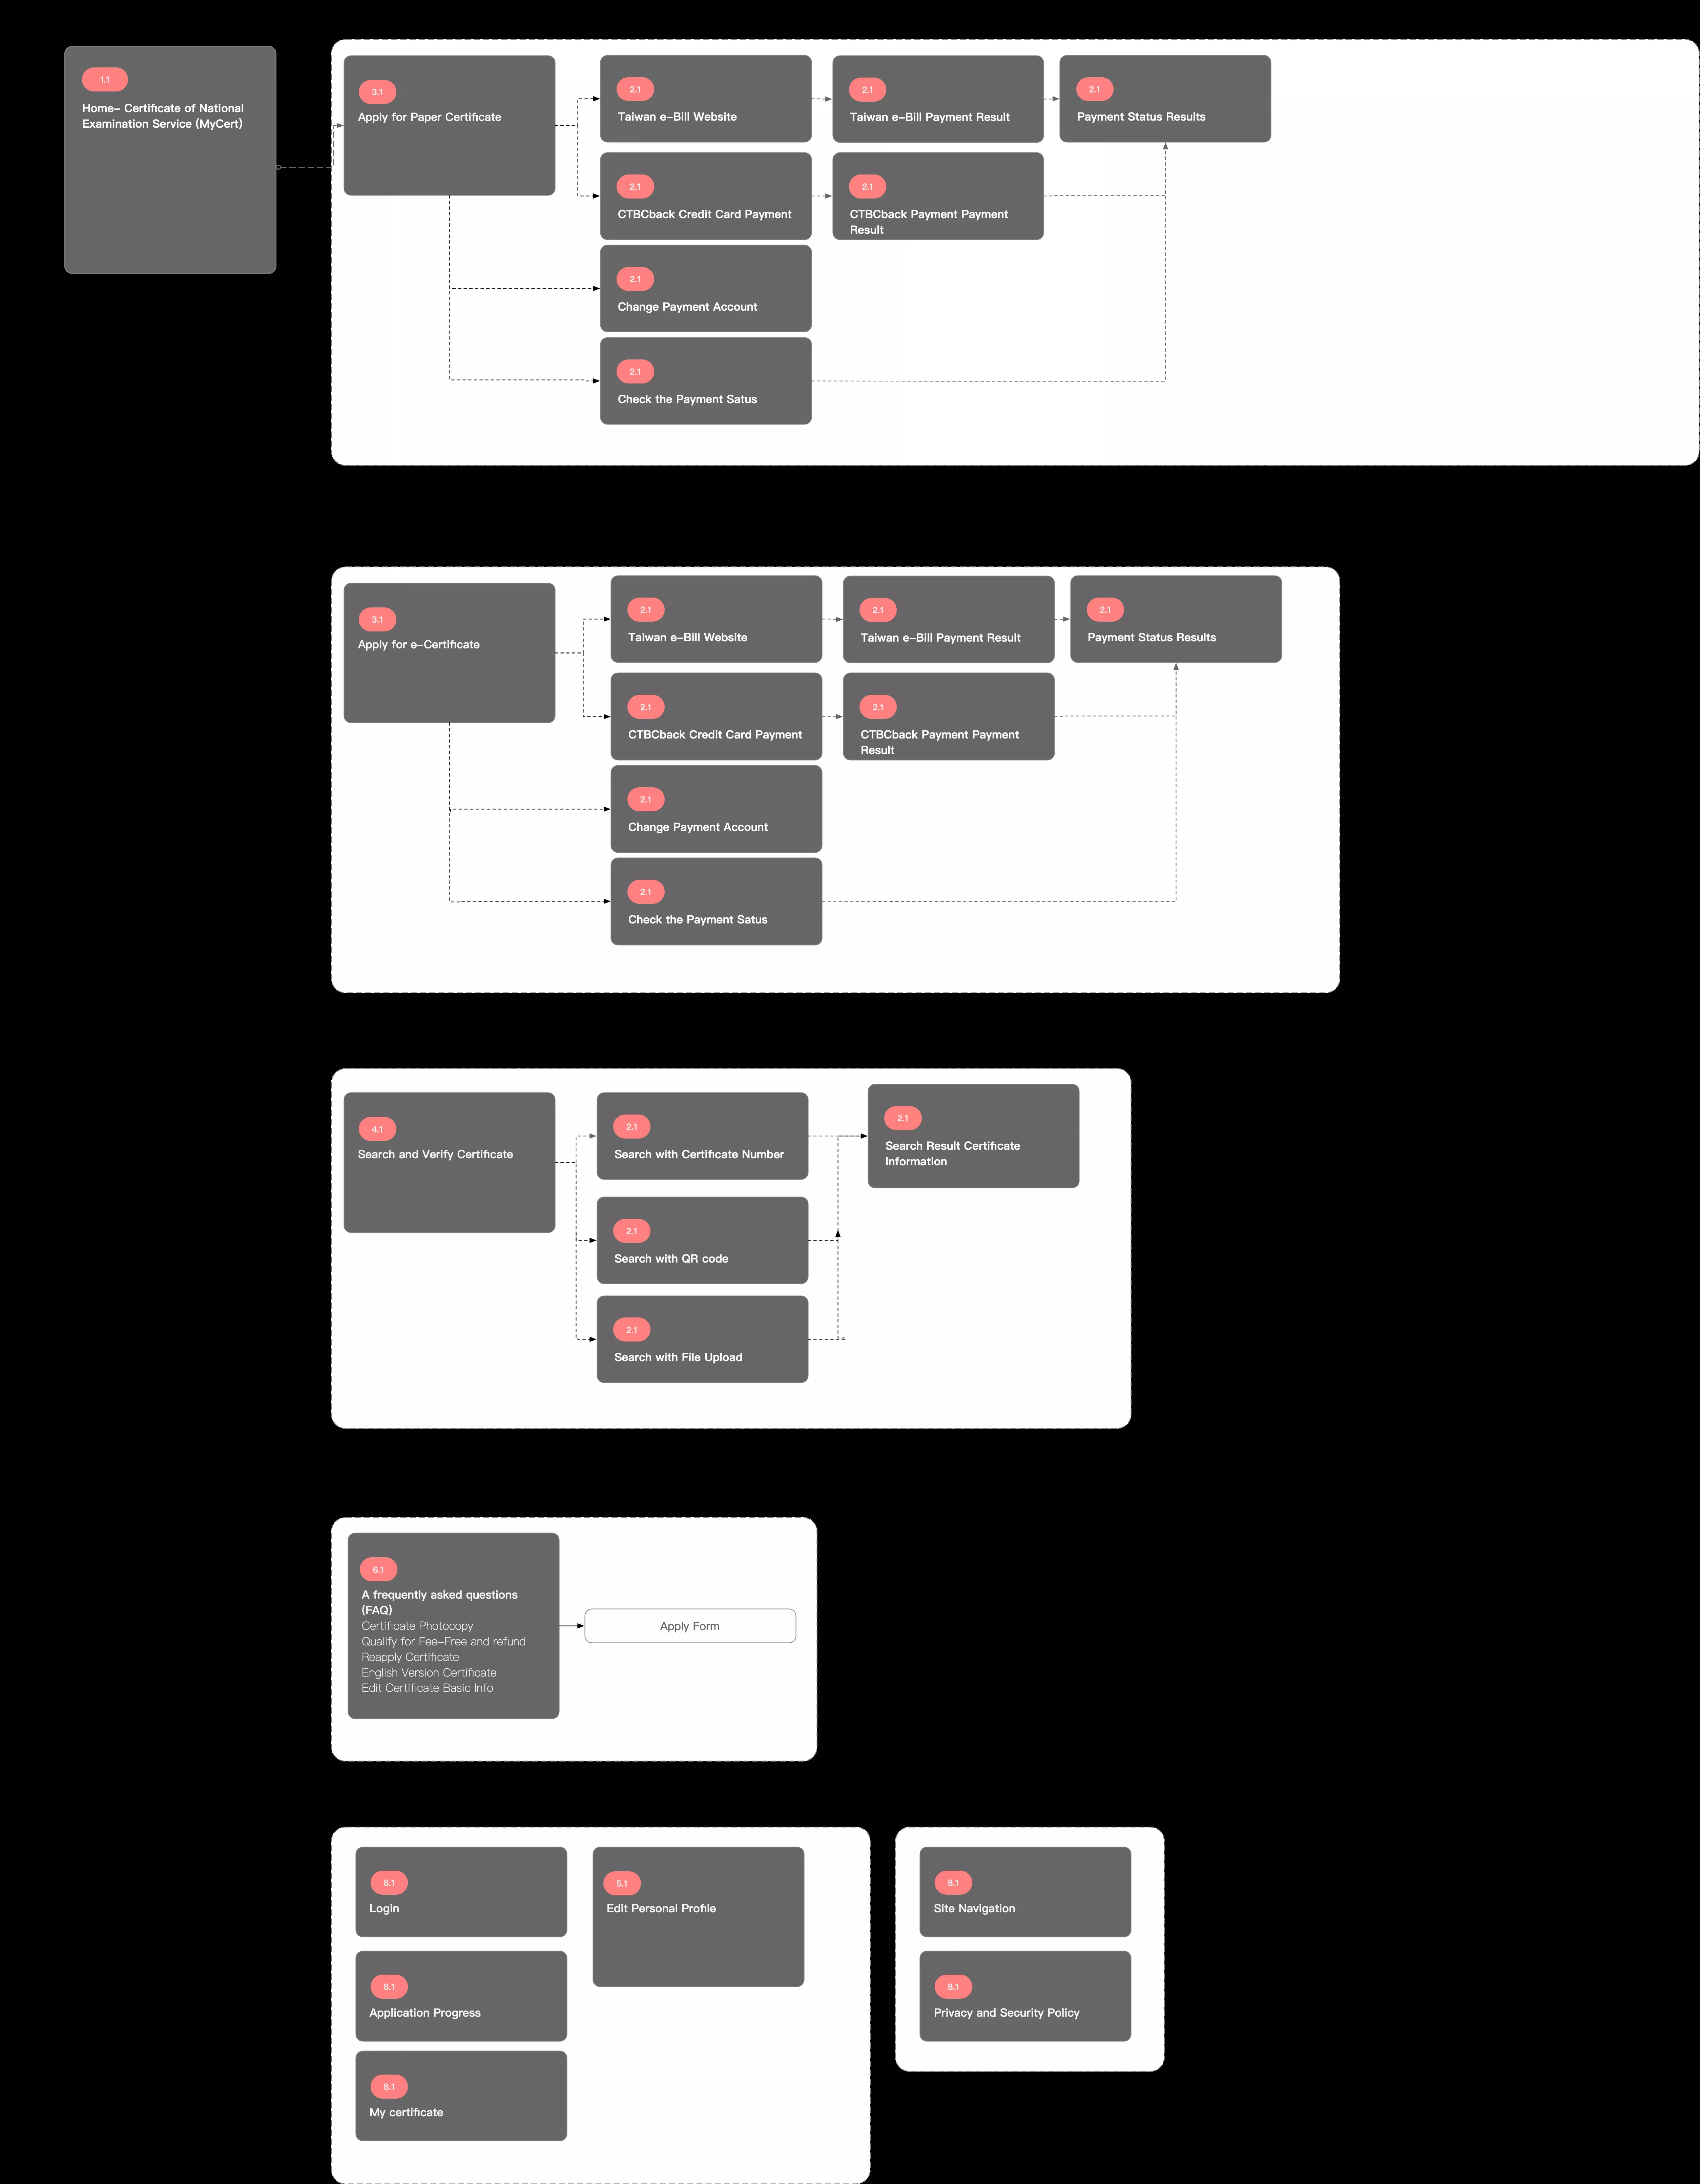 1.1
Home- Certificate of National
Examination Service (MyCert)
3.1
Apply for Paper Certificate
2.1
Taiwan e-Bill Website
2.1
Taiwan e-Bill Payment Result
2.1
Payment Status Results
2.1
CTBCback Credit Card Payment
2.1
CTBCback Payment Payment
Result
2.1
Change Payment Account
2.1
Check the Payment Satus
3.1
Apply for e-Certificate
2.1
Taiwan e-Bill Website
2.1
Taiwan e-Bill Payment Result
2.1
Payment Status Results
2.1
CTBCback Credit Card Payment
2.1
CTBCback Payment Payment
Result
2.1
Change Payment Account
2.1
Check the Payment Satus
4.1
Search and Verify Certificate
2.1
Search with Certificate Number
2.1
Search Result Certificate
Information
2.1
Search with QR code
2.1
Search with File Upload
6.1
A frequently asked questions
(FAQ)
Certificate Photocopy
Qualify for Fee-Free and refund
Reapply Certificate
English Version Certificate
Edit Certificate Basic Info
Apply Form
8.1
Login
5.1
Edit Personal Profile
8.1
Application Progress
8.1
My certificate
8.1
Site Navigation
8.1
Privacy and Security Policy